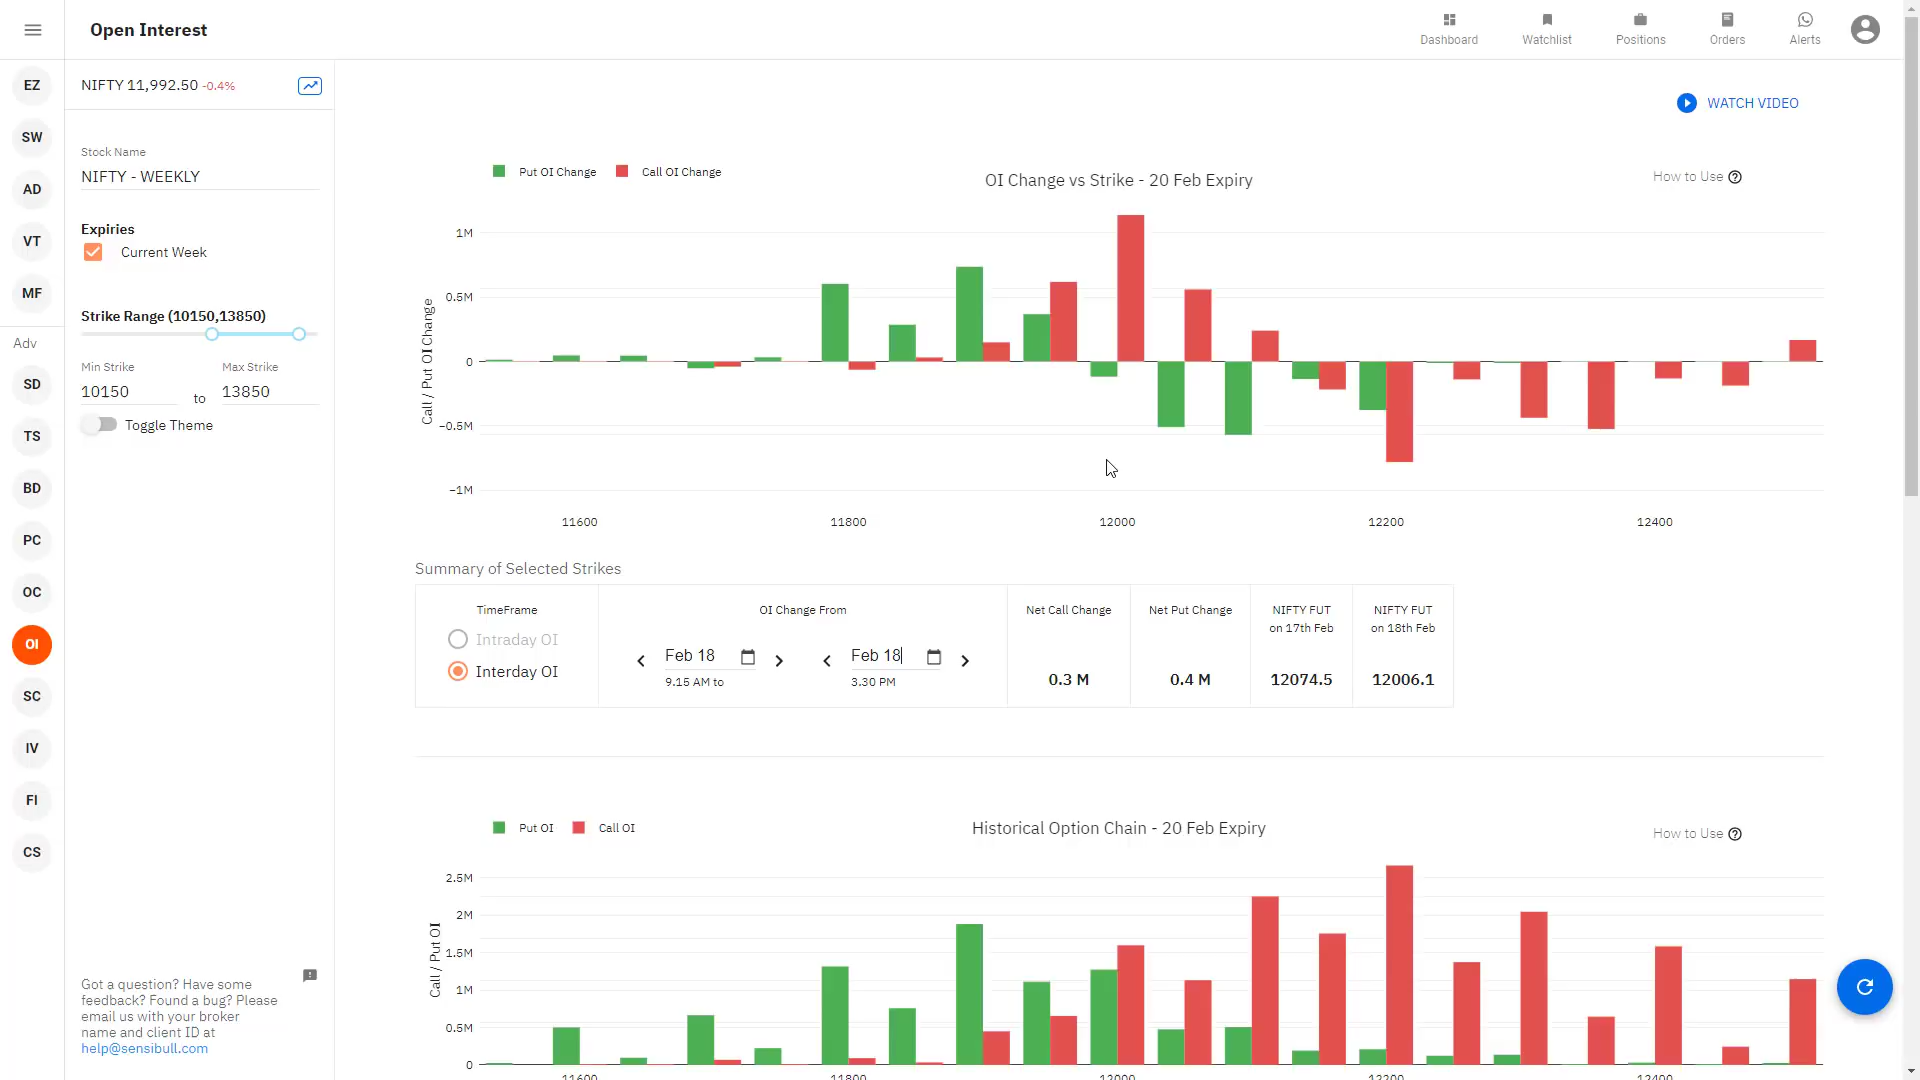 Open Interest
Dashboard
Watchlist
Positions
Orders
Alerts
EZ
SW
AD
VT
MF
Adv
SD
TS
BD
PC
OC
OI
SC
IV
FI
CS
NIFTY 11,992.50 -0.4%
Stock Name
NIFTY - WEEKLY
Expiries
Current Week
Strike Range (10150,13850)
Min Strike
Max Strike
10150
to
13850
Toggle Theme
Got a question? Have some
feedback? Found a bug? Please
email us with your broker
name and client ID at
help@sensibull.com
WATCH VIDEO
Put OI Change
Call OI Change
OI Change vs Strike - 20 Feb Expiry
How to Use
Call / Put OI Change
1M
0.5M
0
−0.5M
−1M
11600
11800
12000
12200
12400
Summary of Selected Strikes
TimeFrame
Intraday OI
Interday OI
OI Change From
Feb 18
9.15 AM to
Feb 18
3.30 PM
Net Call Change
0.3 M
Net Put Change
0.4 M
NIFTY FUT
on 17th Feb
12074.5
NIFTY FUT
on 18th Feb
12006.1
Put OI
Call OI
Historical Option Chain - 20 Feb Expiry
How to Use
Call / Put OI
2.5M
2M
1.5M
1M
0.5M
0
11600
11800
12000
12200
12400